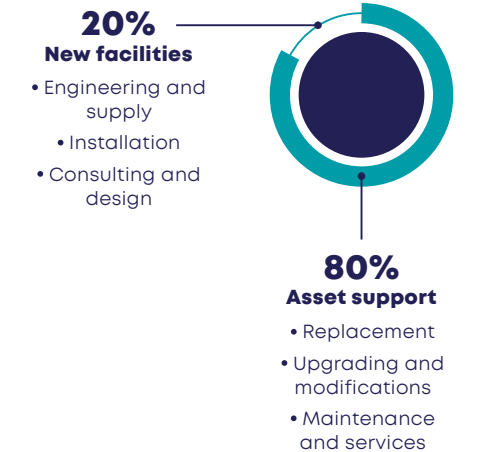 20%
New facilities
• Engineering and
supply
• Installation
• Consulting and
design
80%
Asset support
• Replacement
• Upgrading and
modifications
• Maintenance
and services